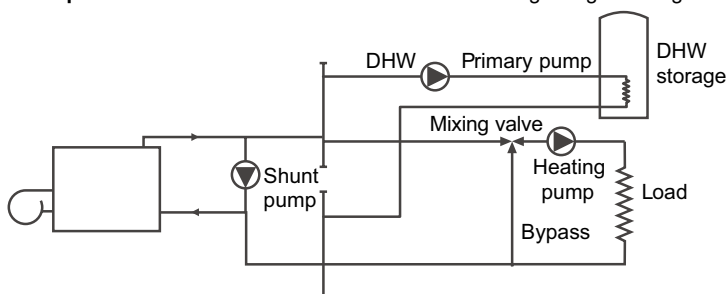 DHW
Primary pump
DHW
storage
Mixing valve
Shunt
pump
Heating
pump
Load
Bypass